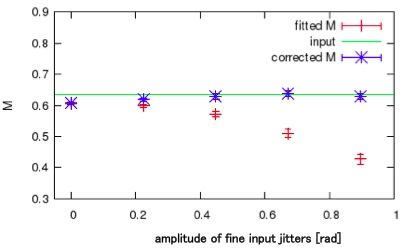 0.9
0.8
0.7
0.6
0.5
0.4
0.3
M
fitted M
input
corrected M
0 0.2 0.4 0.6 0.8 1
amplitude of fine input jitters [rad]